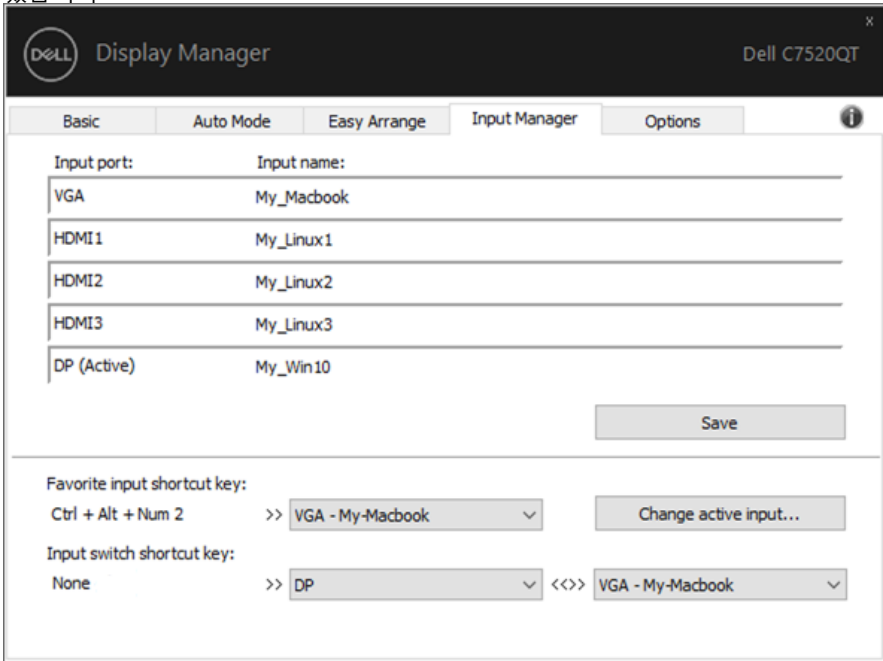 x
DELL Display Manager Dell C7520QT
Basic Auto Mode Easy Arrange Input Manager Options i
Input port: Input name:
VGA My_Macbook
HDMI1 My_Linux1
HDMI2 My_Linux2
HDMI3 My_Linux3
DP (Active) My_Win10
Save
Favorite input shortcut key:
Ctrl + Alt + Num 2 >> VGA - My-Macbook Change active input...
Input switch shortcut key:
None >> DP <<>> VGA - My-Macbook